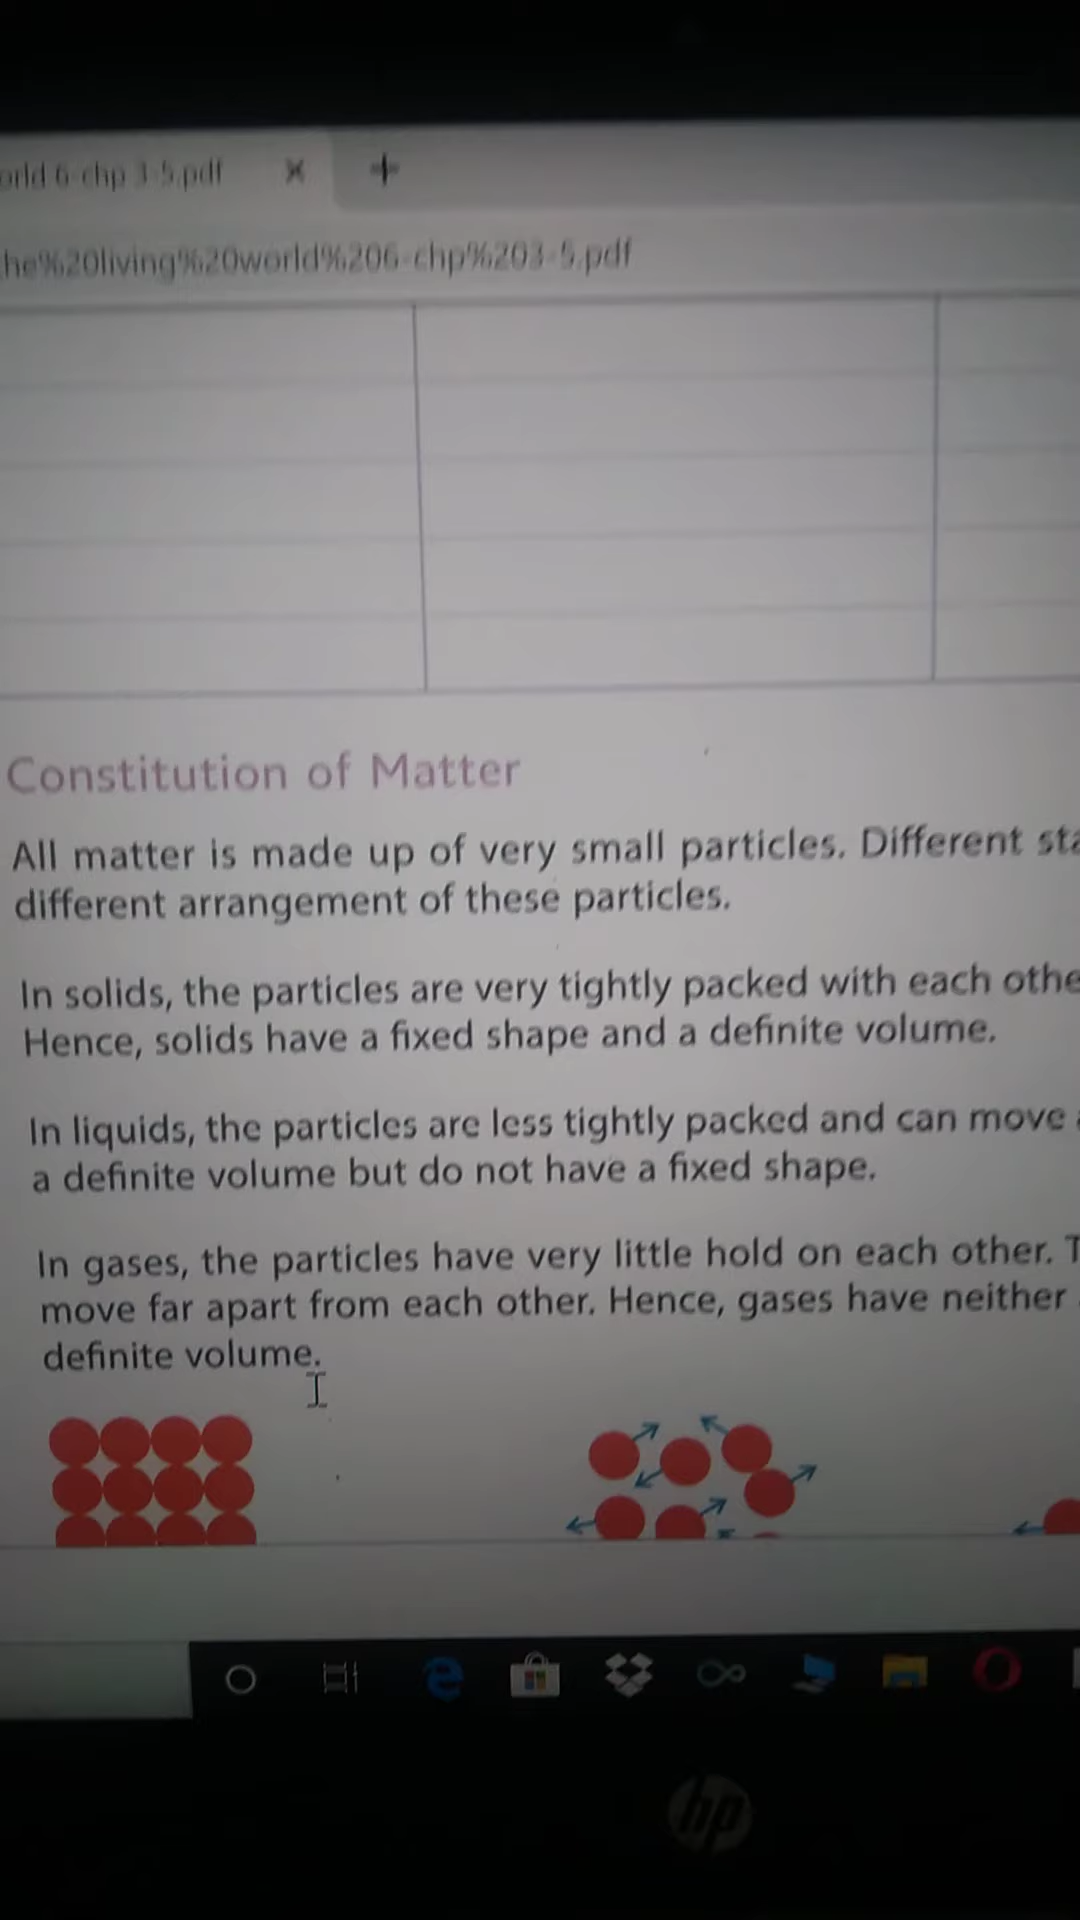 orld 6-chp 3-5.pdf
he%20living%20world%206-chp%203-5.pdf
Constitution of Matter
All matter is made up of very small particles. Different sta
different arrangement of these particles.
In solids, the particles are very tightly packed with each othe
Hence, solids have a fixed shape and a definite volume.
In liquids, the particles are less tightly packed and can move
a definite volume but do not have a fixed shape.
In gases, the particles have very little hold on each other. T
move far apart from each other. Hence, gases have neither
definite volume.
hp